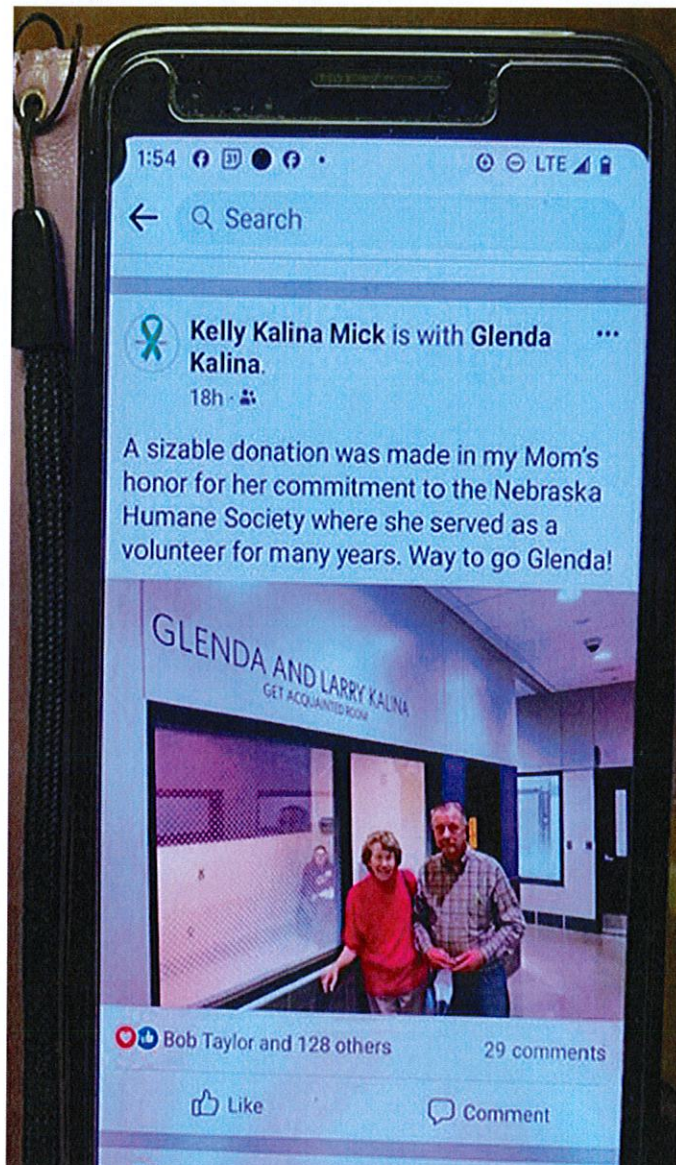 1:54
31
LTE
Search
Kelly Kalina Mick is with Glenda
Kalina.
18h ·
A sizable donation was made in my Mom's
honor for her commitment to the Nebraska
Humane Society where she served as a
volunteer for many years. Way to go Glenda!
GLENDA AND LARRY KALINA
GET ACQUAINTED ROOM
Bob Taylor and 128 others
29 comments
Like
Comment